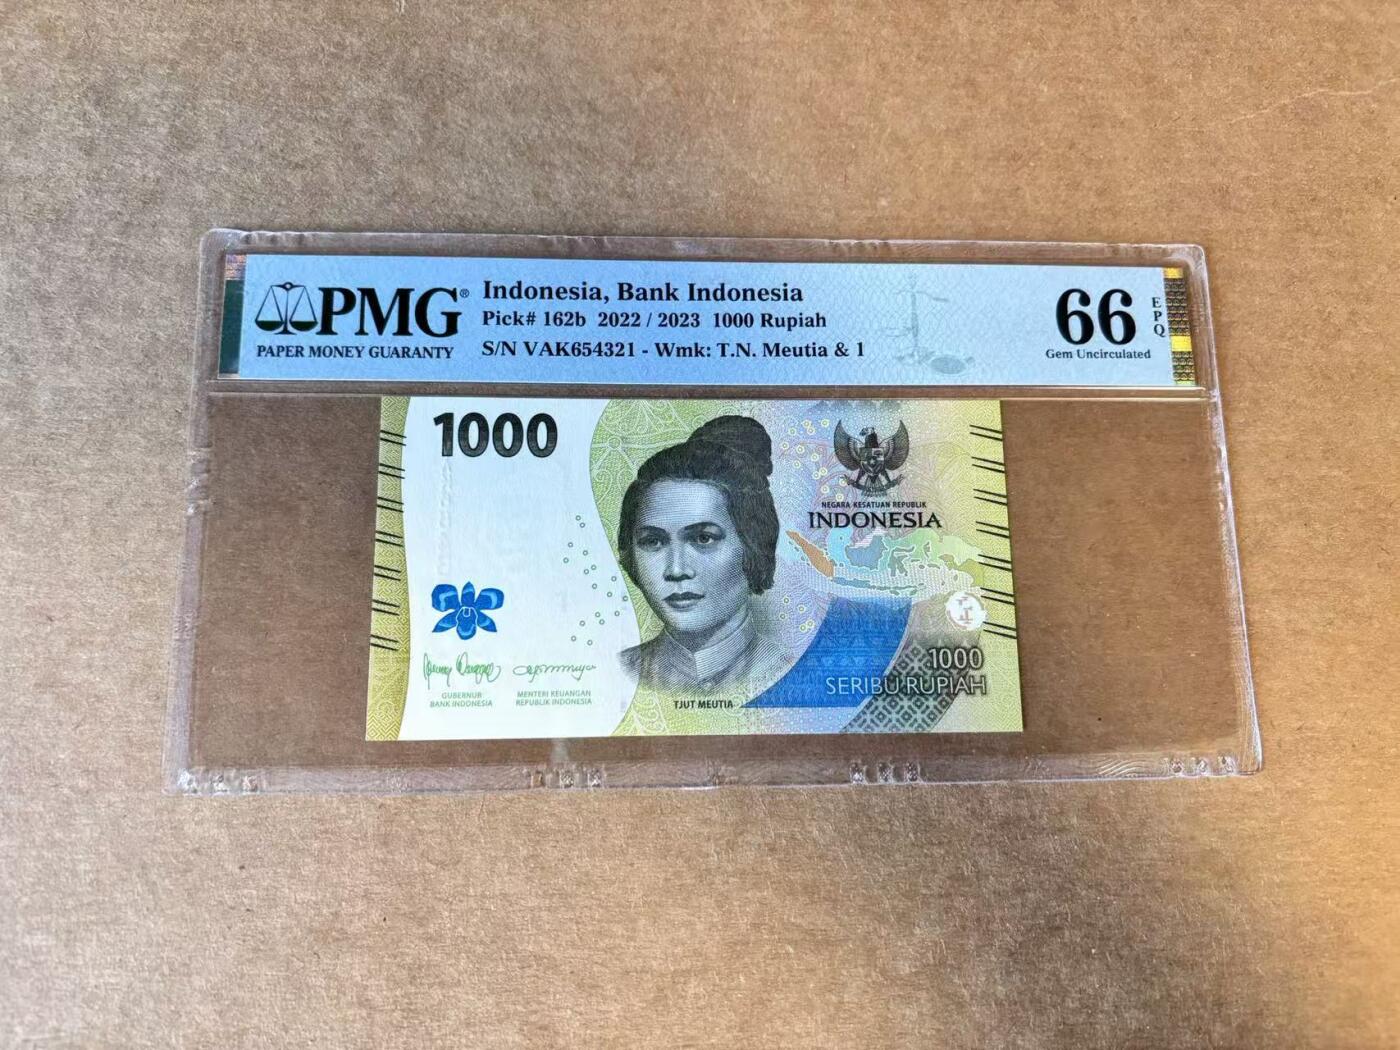 PMG®
PAPER MONEY GUARANTY
Indonesia, Bank Indonesia
Pick# 162b 2022 / 2023 1000 Rupiah
S/N VAK654321 - Wmk: T.N. Meutia & 1
66
EPQ
Gem Uncirculated
1000
NEGARA KESATUAN REPUBLIK
INDONESIA
GUBERNUR
BANK INDONESIA
MENTERI KEUANGAN
REPUBLIK INDONESIA
TJUT MEUTIA
1000
SERIBU RUPIAH